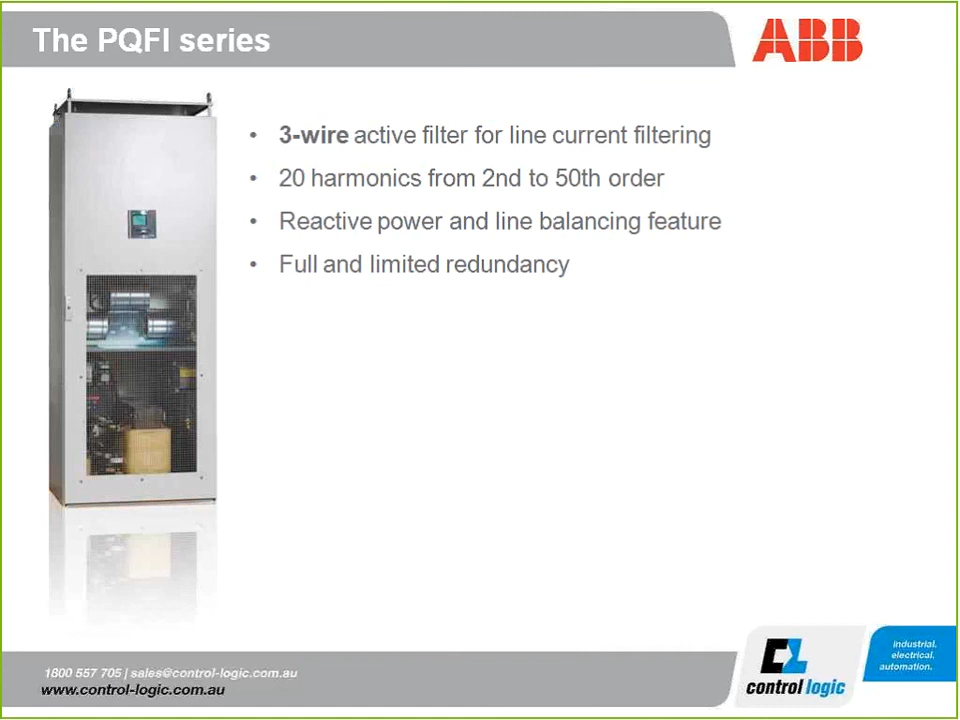 The PQFI series
ABB
• 3-wire active filter for line current filtering
• 20 harmonics from 2nd to 50th order
• Reactive power and line balancing feature
• Full and limited redundancy
1800 557 705 | sales@control-logic.com.au
www.control-logic.com.au
control logic
industrial.
electrical.
automation.